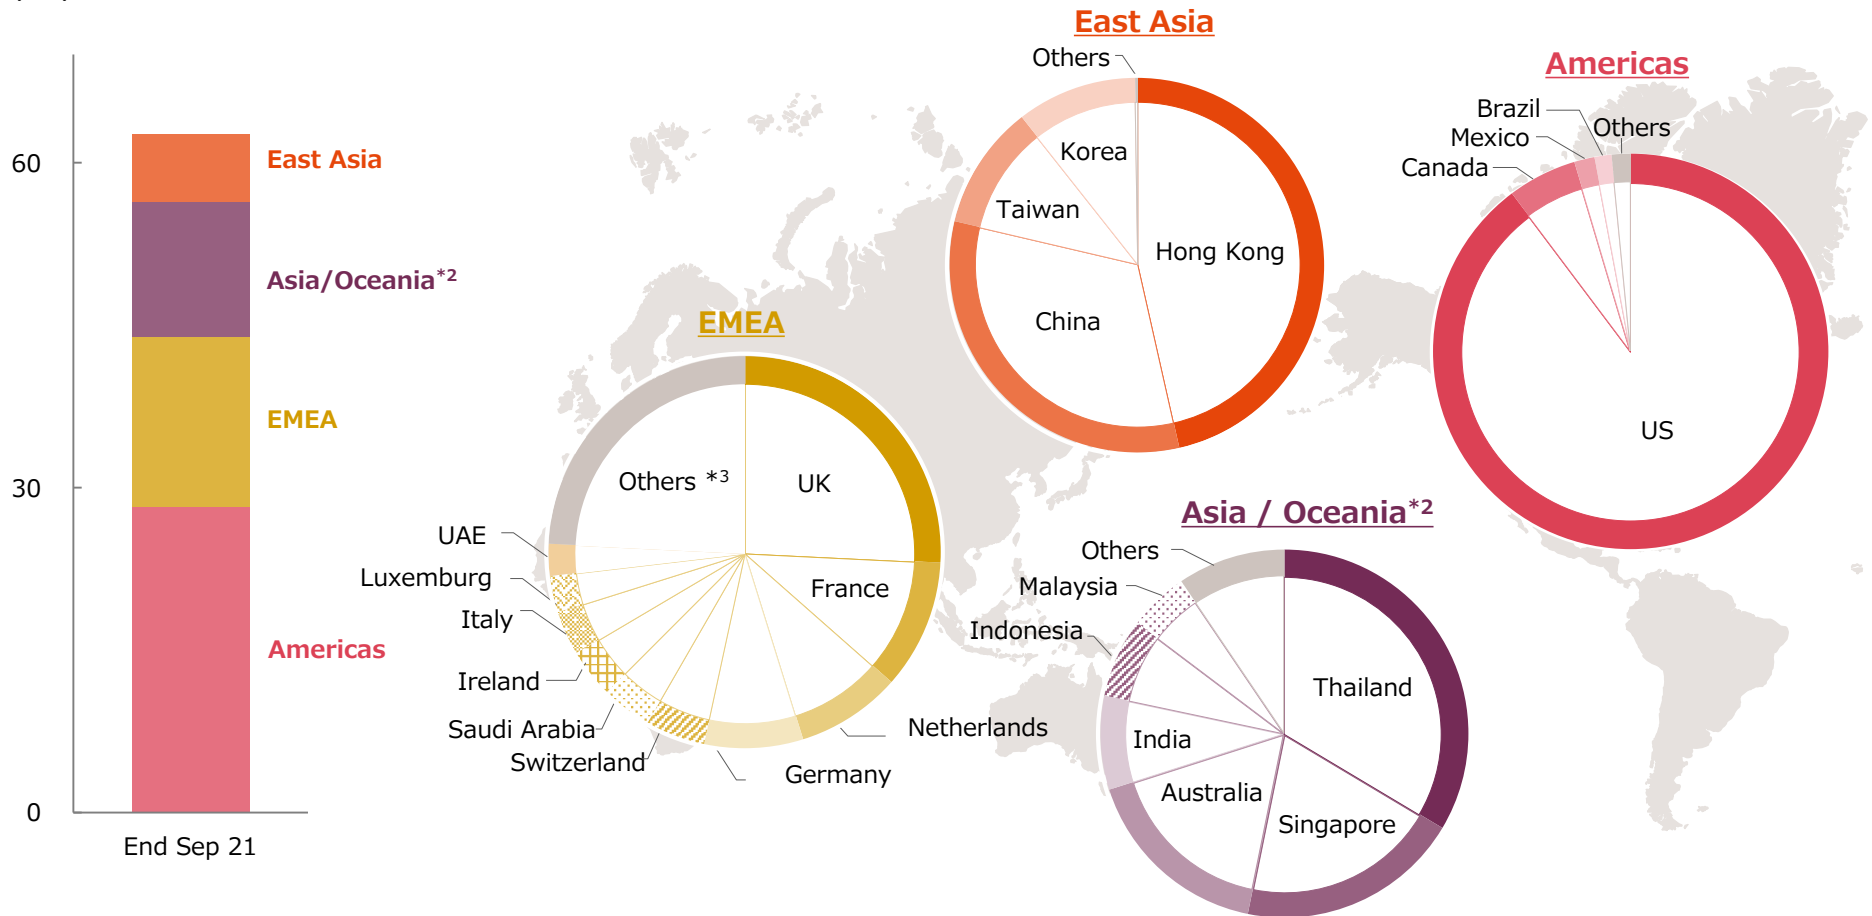 60
30
0
End Sep 21
East Asia
Asia/Oceania*2
EMEA
Americas
East Asia
Others
Korea
Taiwan
China
Hong Kong
Americas
Brazil
Mexico
Others
Canada
US
EMEA
Others *3
UK
UAE
Luxemburg
France
Italy
Ireland
Saudi Arabia
Switzerland
Netherlands
Germany
Asia / Oceania*2
Others
Malaysia
Indonesia
Thailand
India
Australia
Singapore